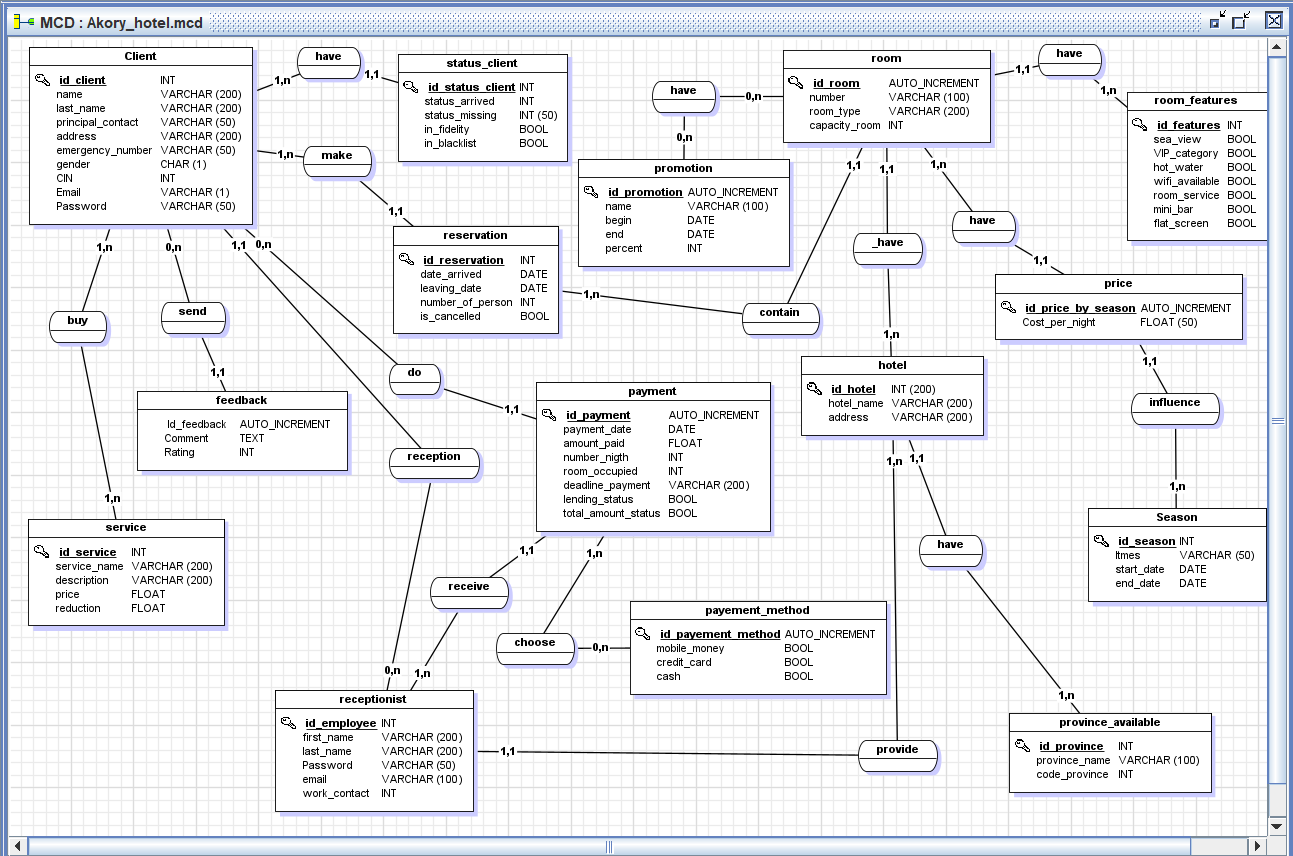 MCD : Akory_hotel.mcd
Client
id_client INT
name VARCHAR (200)
last_name VARCHAR (200)
principal_contact VARCHAR (50)
address VARCHAR (200)
emergency_number VARCHAR (50)
gender CHAR (1)
CIN INT
Email VARCHAR (1)
Password VARCHAR (50)
have
1,n
1,1
status_client
id_status_client INT
status_arrived INT
status_missing INT (50)
in_fidelity BOOL
in_blacklist BOOL
make
1,n
1,1
reservation
id_reservation INT
date_arrived DATE
leaving_date DATE
number_of_person INT
is_cancelled BOOL
have
0,n
0,n
promotion
id_promotion AUTO_INCREMENT
name VARCHAR (100)
begin DATE
end DATE
percent INT
room
id_room AUTO_INCREMENT
number VARCHAR (100)
room_type VARCHAR (200)
capacity_room INT
have
1,1
1,n
room_features
id_features INT
sea_view BOOL
VIP_category BOOL
hot_water BOOL
wifi_available BOOL
room_service BOOL
mini_bar BOOL
flat_screen BOOL
1,1
1,1
1,n
_have
have
1,1
1,n
contain
1,n
price
id_price_by_season AUTO_INCREMENT
Cost_per_night FLOAT (50)
1,n
0,n
1,1
0,n
buy
send
1,1
feedback
Id_feedback AUTO_INCREMENT
Comment TEXT
Rating INT
do
1,1
reception
payment
id_payment AUTO_INCREMENT
payment_date DATE
amount_paid FLOAT
number_nigth INT
room_occupied INT
deadline_payment VARCHAR (200)
lending_status BOOL
total_amount_status BOOL
hotel
id_hotel INT (200)
hotel_name VARCHAR (200)
address VARCHAR (200)
1,1
influence
1,n
Season
id_season INT
ltmes VARCHAR (50)
start_date DATE
end_date DATE
1,n
service
id_service INT
service_name VARCHAR (200)
description VARCHAR (200)
price FLOAT
reduction FLOAT
1,1
1,n
receive
choose
0,n
payement_method
id_payement_method AUTO_INCREMENT
mobile_money BOOL
credit_card BOOL
cash BOOL
1,n
1,1
have
1,n
0,n
1,n
receptionist
id_employee INT
first_name VARCHAR (200)
last_name VARCHAR (200)
Password VARCHAR (50)
email VARCHAR (100)
work_contact INT
1,1
provide
province_available
id_province INT
province_name VARCHAR (100)
code_province INT